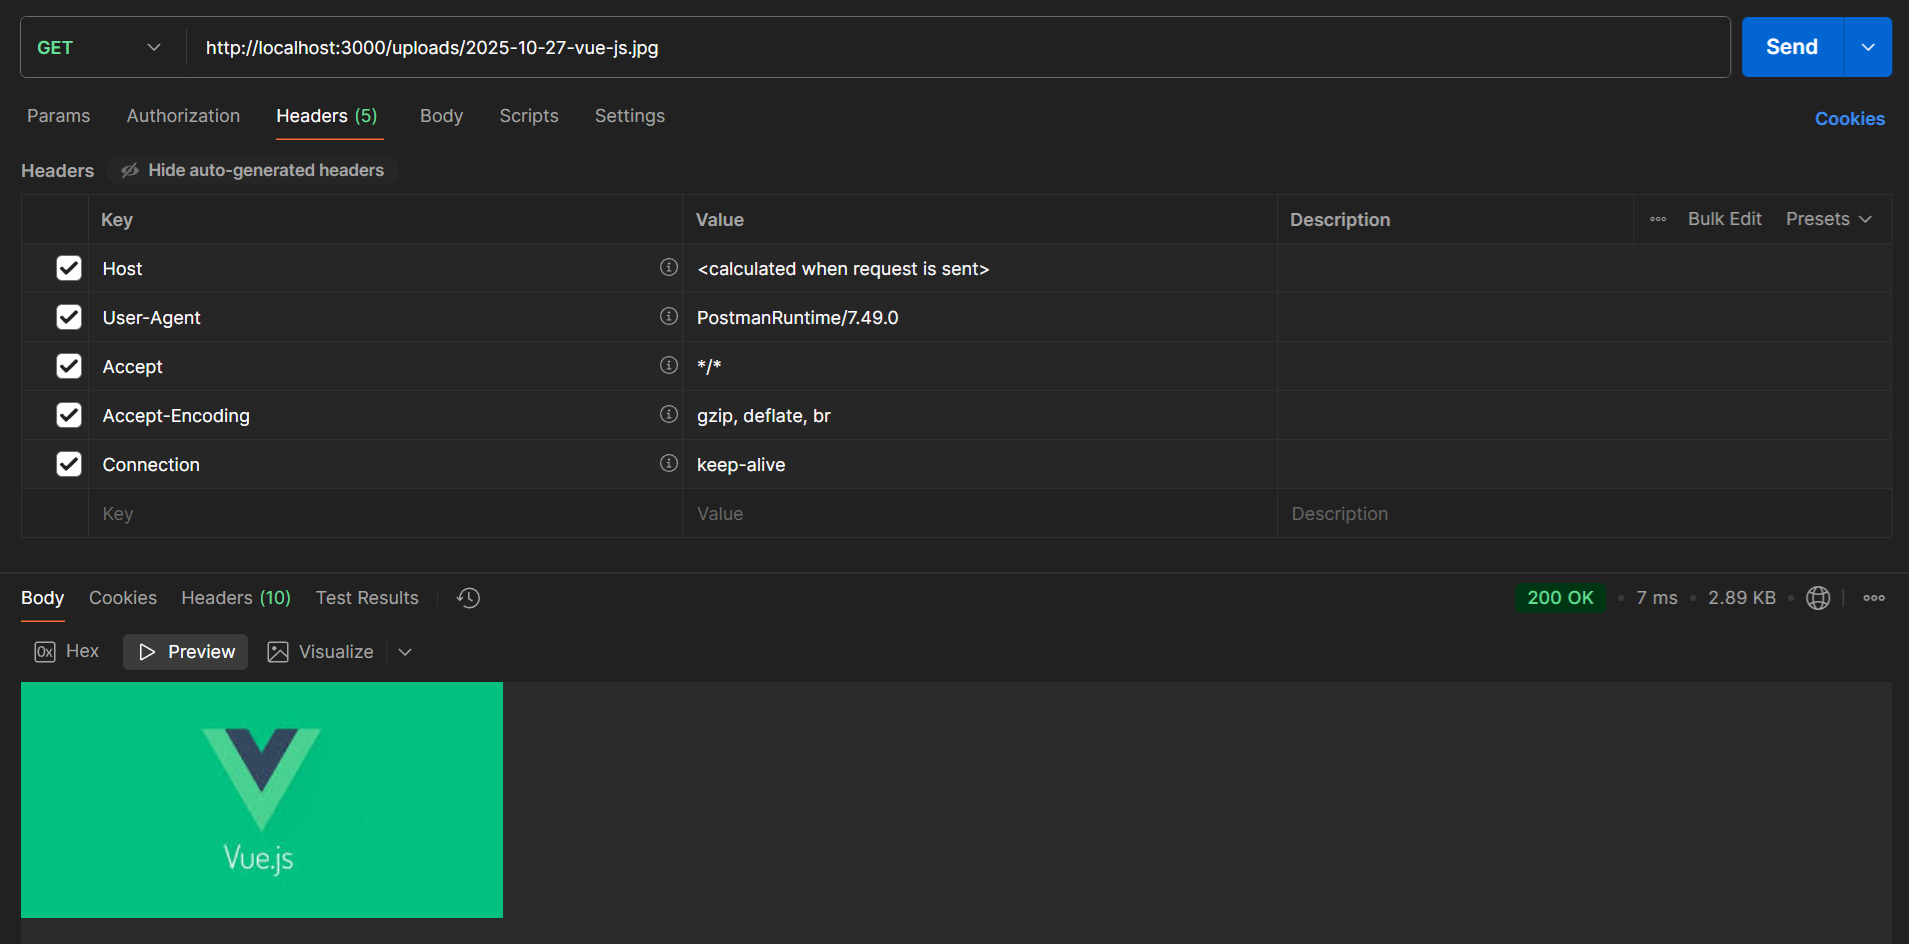 GET http://localhost:3000/uploads/2025-10-27-vue-js.jpg Send
Params Authorization Headers (5) Body Scripts Settings Cookies
Headers Hide auto-generated headers
Key Value Description Bulk Edit Presets
Host <calculated when request is sent>
User-Agent PostmanRuntime/7.49.0
Accept */*
Accept-Encoding gzip, deflate, br
Connection keep-alive
Key Value Description
Body Cookies Headers (10) Test Results 200 OK • 7 ms • 2.89 KB •
0x Hex Preview Visualize
Vue.js